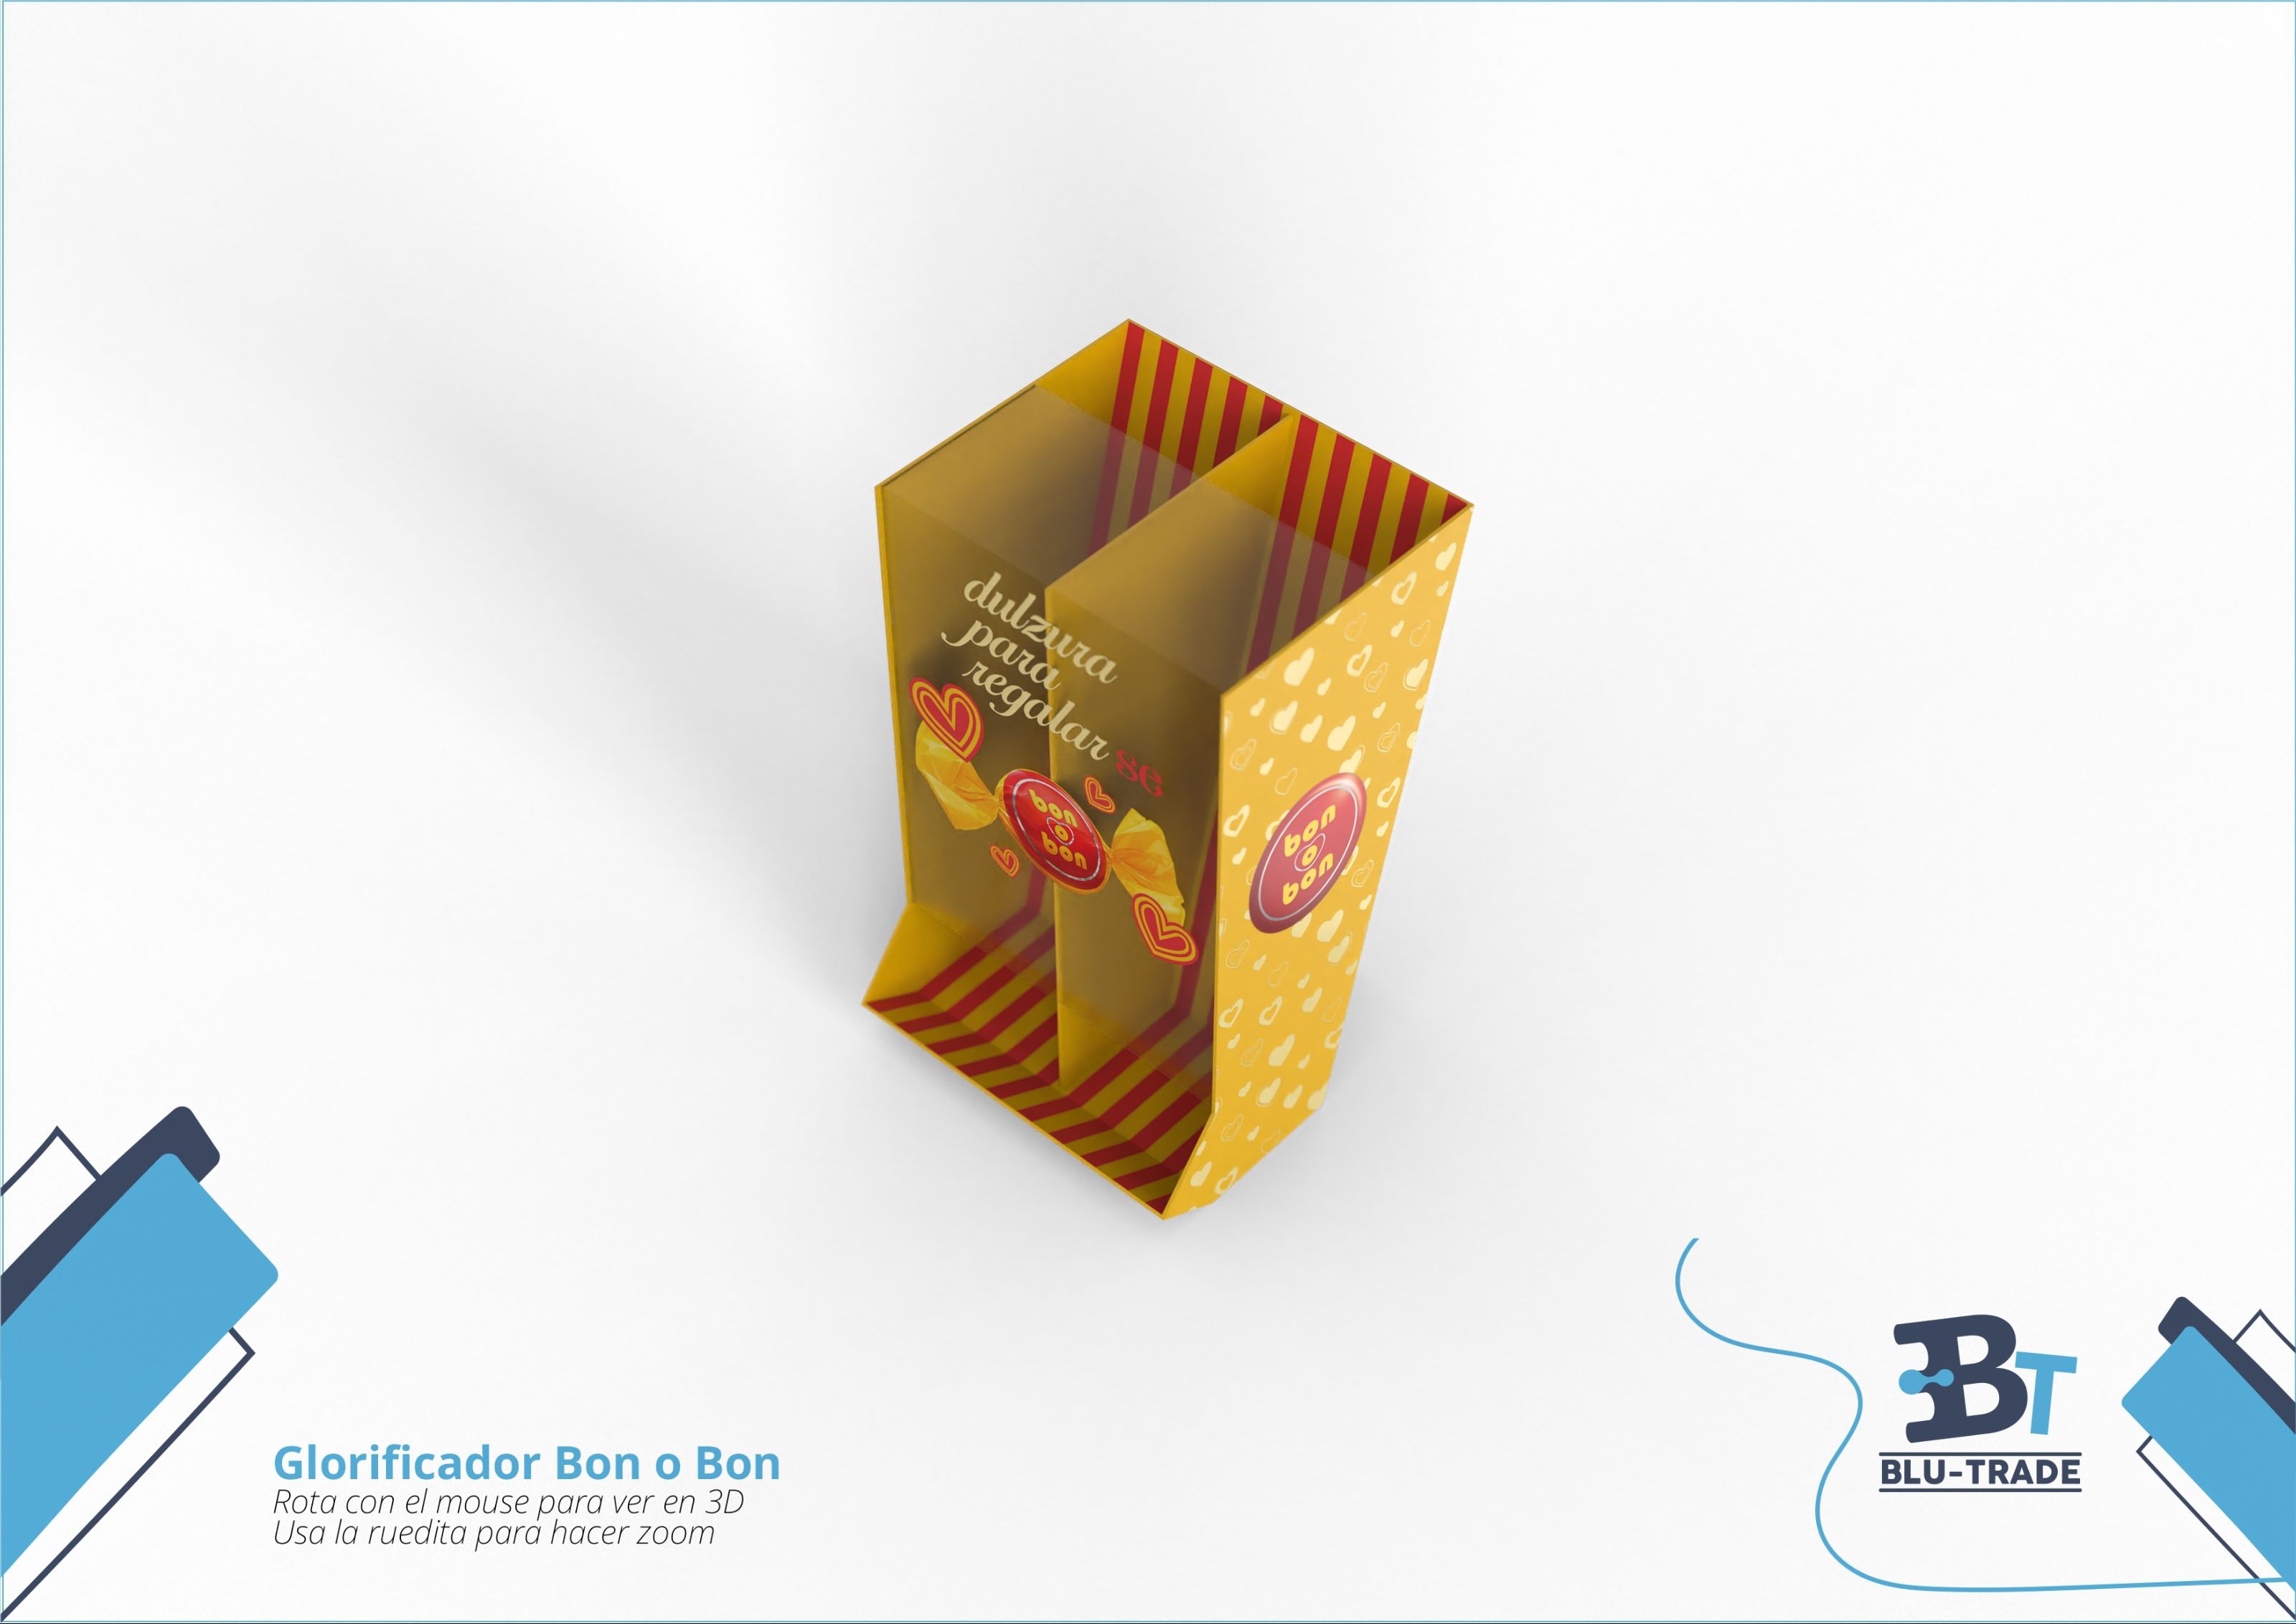 dulzura
para
regalar se
bon
o
bon
bon
o
bon
Glorificador Bon o Bon
Rota con el mouse para ver en 3D
Usa la ruedita para hacer zoom
BT
BLU-TRADE